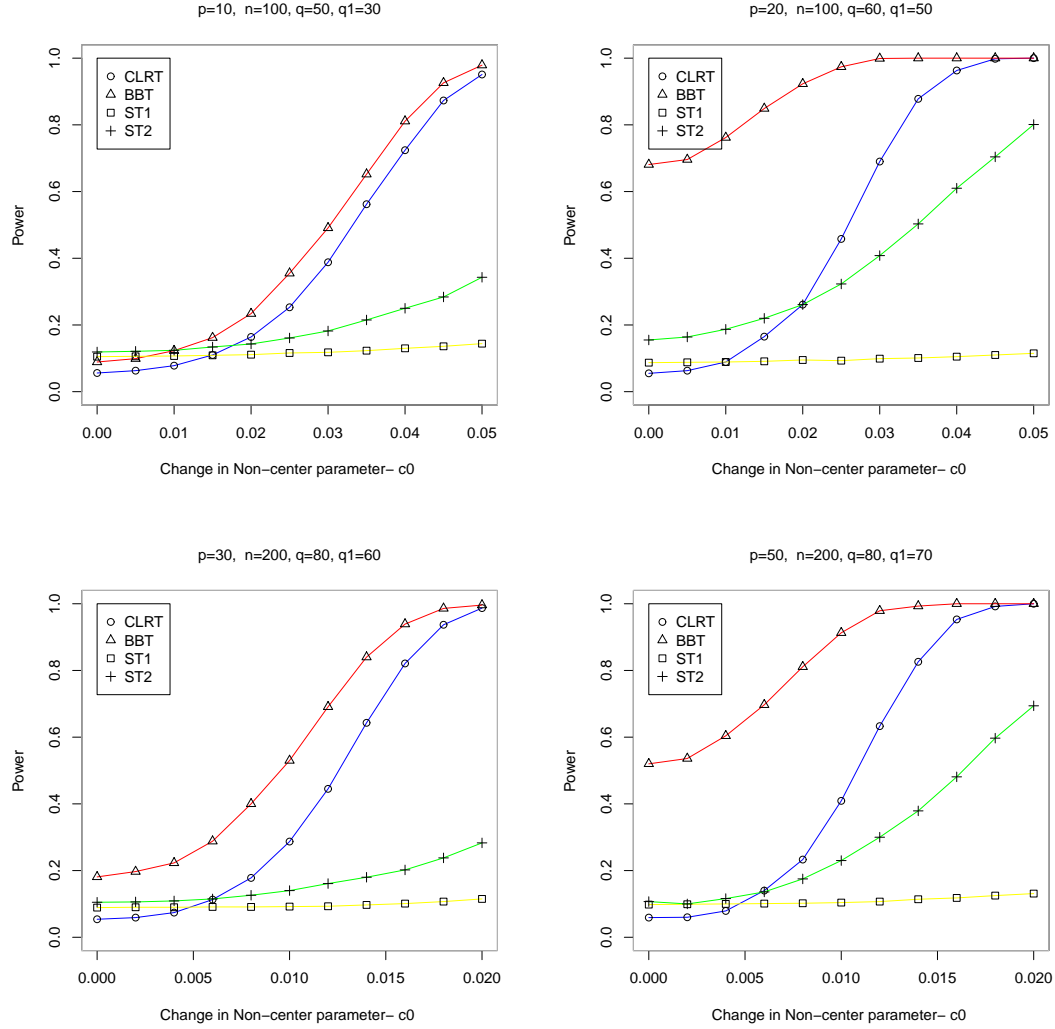 p=10,  n=100, q=50, q1=30
CLRT
BBT
ST1
ST2
Power
0.0 0.2 0.4 0.6 0.8 1.0
0.00 0.01 0.02 0.03 0.04 0.05
Change in Non−center parameter− c0
p=20,  n=100, q=60, q1=50
CLRT
BBT
ST1
ST2
Power
0.0 0.2 0.4 0.6 0.8 1.0
0.00 0.01 0.02 0.03 0.04 0.05
Change in Non−center parameter− c0
p=30,  n=200, q=80, q1=60
CLRT
BBT
ST1
ST2
Power
0.0 0.2 0.4 0.6 0.8 1.0
0.000 0.005 0.010 0.015 0.020
Change in Non−center parameter− c0
p=50,  n=200, q=80, q1=70
CLRT
BBT
ST1
ST2
Power
0.0 0.2 0.4 0.6 0.8 1.0
0.000 0.005 0.010 0.015 0.020
Change in Non−center parameter− c0